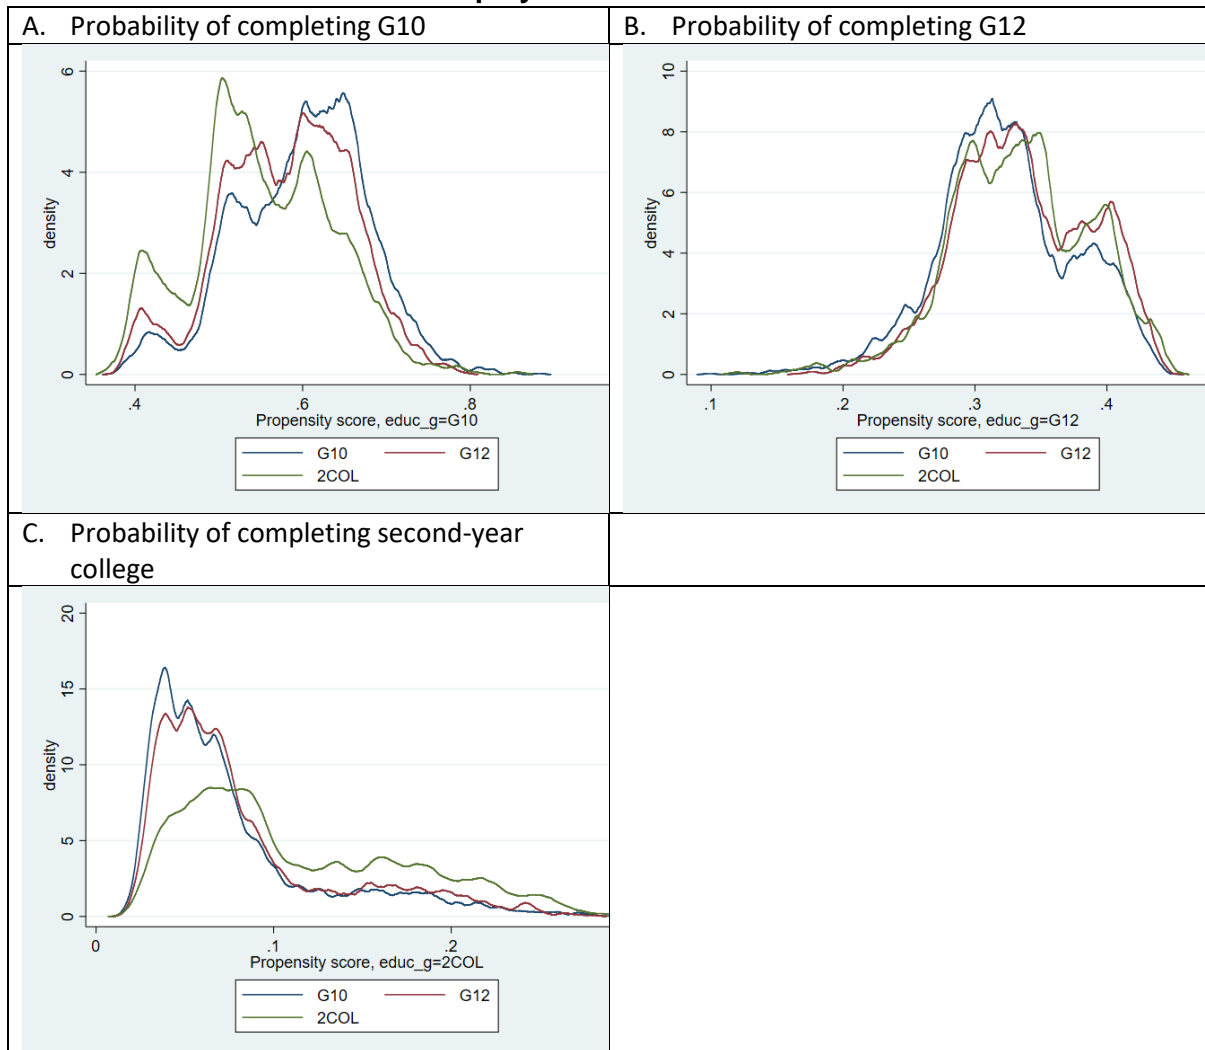 A. Probability of completing G10
B. Probability of completing G12
density
0
2
4
6
.4
.6
.8
Propensity score, educ_g=G10
G10
G12
2COL
density
0
2
4
6
8
10
.1
.2
.3
.4
Propensity score, educ_g=G12
G10
G12
2COL
C. Probability of completing second-year
college
density
0
5
10
15
20
0
.1
.2
Propensity score, educ_g=2COL
G10
G12
2COL